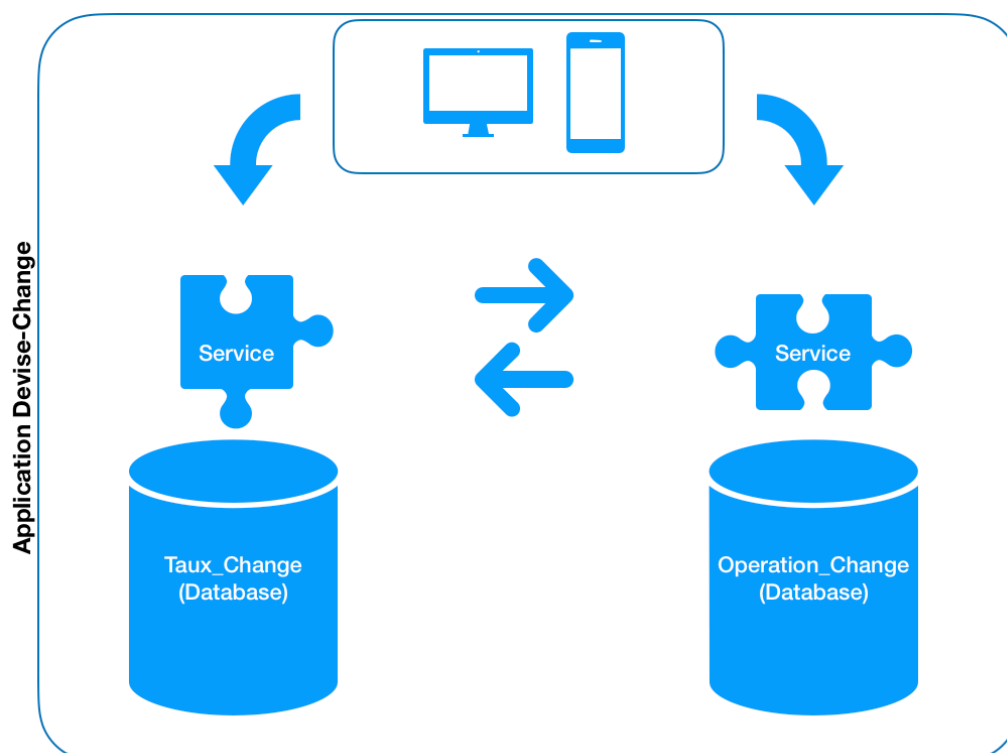 Application Devise-Change
Service
Service
Taux_Change
(Database)
Operation_Change
(Database)